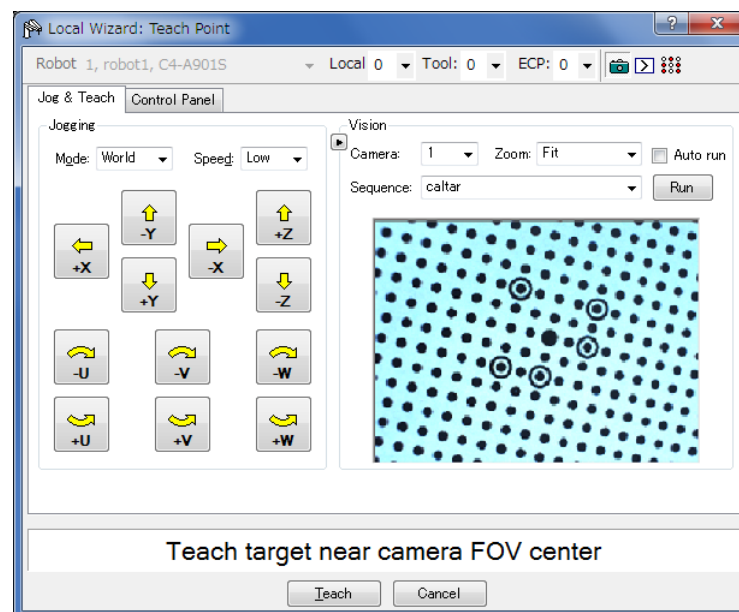 Local Wizard: Teach Point
Robot 1, robot1, C4-A901S Local 0 Tool: 0 ECP: 0
Jog & Teach Control Panel
Jogging
Mode: World Speed: Low
-Y
+Z
+X
-X
+Y
-Z
-U
-V
-W
+U
+V
+W
Vision
Camera: 1 Zoom: Fit Auto run
Sequence: caltar Run
Teach target near camera FOV center
Teach Cancel